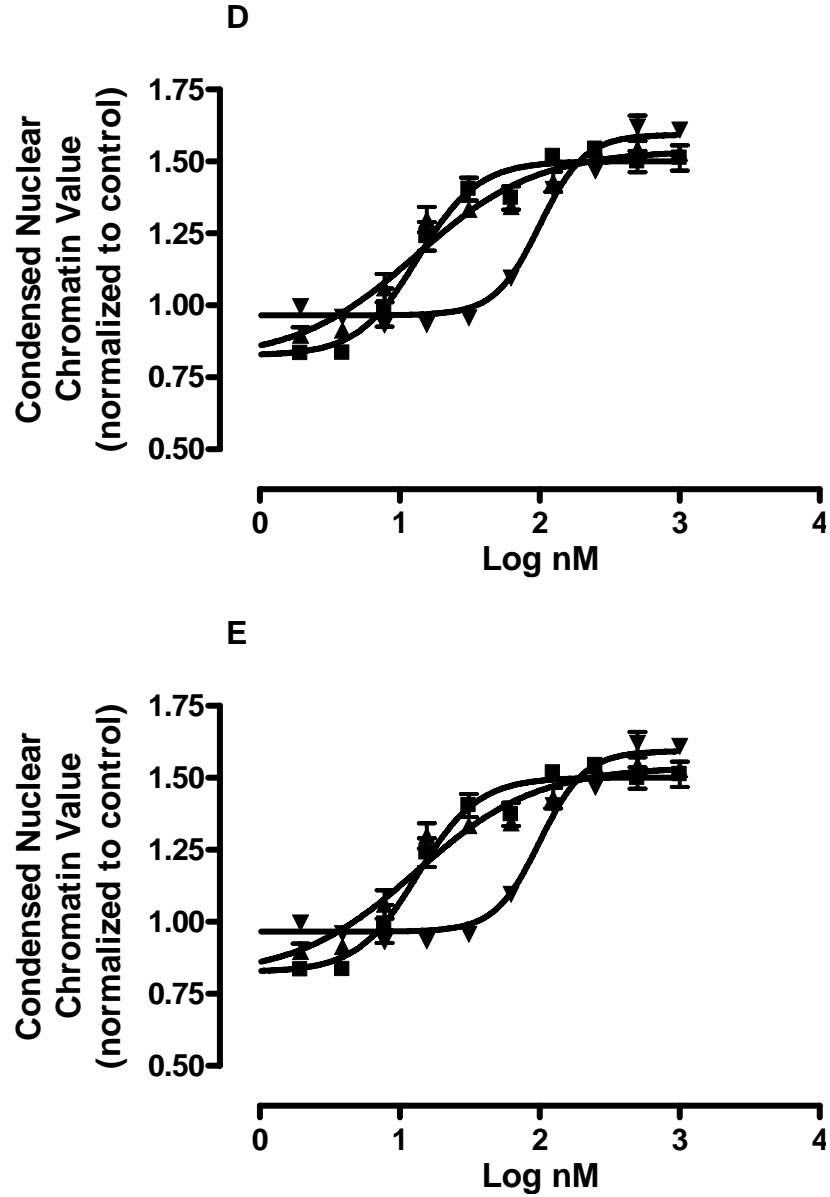 D
Condensed Nuclear
Chromatin Value
(normalized to control)
1.75
1.50
1.25
1.00
0.75
0.50
0 1 2 3 4
Log nM
E
Condensed Nuclear
Chromatin Value
(normalized to control)
1.75
1.50
1.25
1.00
0.75
0.50
0 1 2 3 4
Log nM